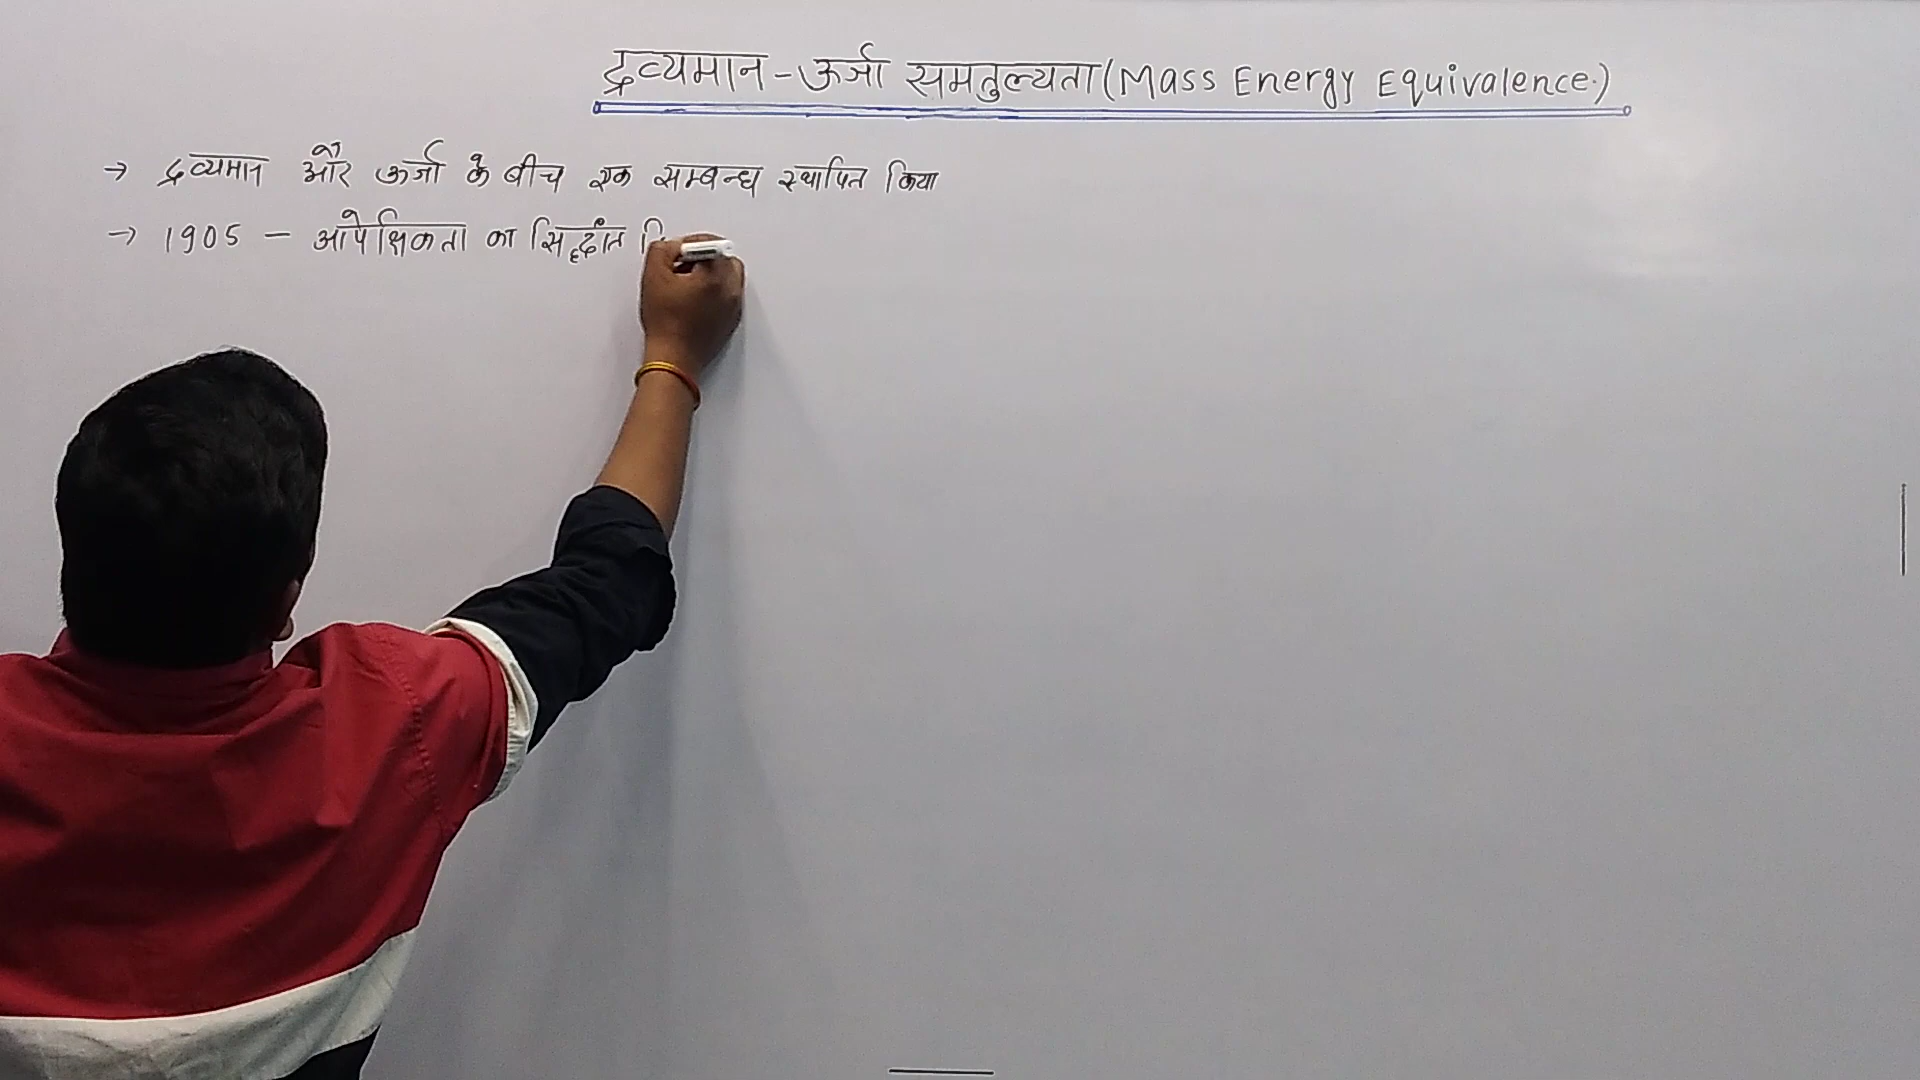 द्रव्यमान-ऊर्जा समतुल्यता(Mass Energy Equivalence.)
→ द्रव्यमान और ऊर्जा के बीच एक सम्बन्ध स्थापित किया
→ 1905 - आपेक्षिकता का सिद्धांत